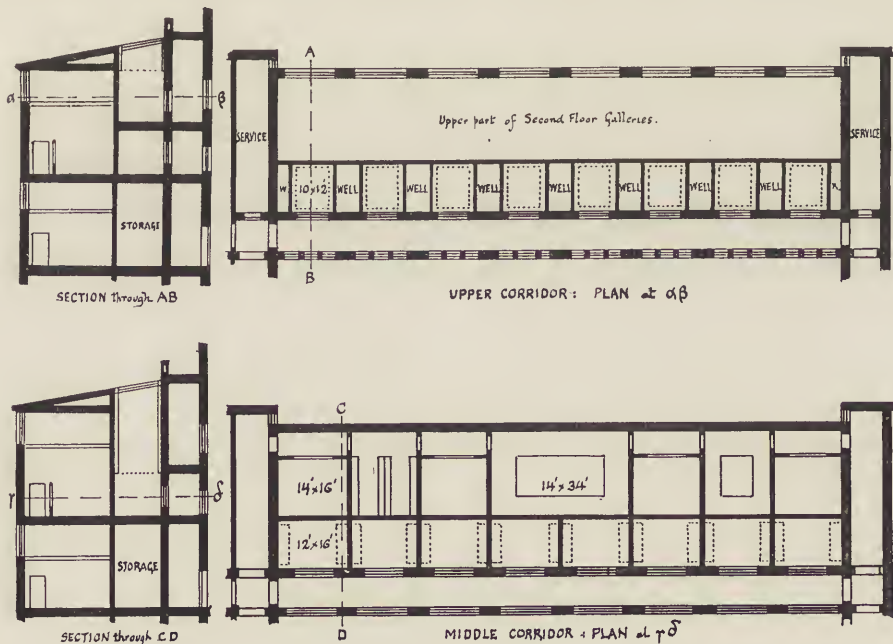 α
β
STORAGE
SECTION through AB
A
SERVICE
Upper part of Second Floor Galleries.
SERVICE
W.
10'x12'
WELL
WELL
WELL
WELL
WELL
WELL
WELL
W.
B
UPPER CORRIDOR : PLAN at αβ
γ
δ
STORAGE
SECTION through CD
C
14'x16'
14'x34'
12'x16'
D
MIDDLE CORRIDOR : PLAN at γδ